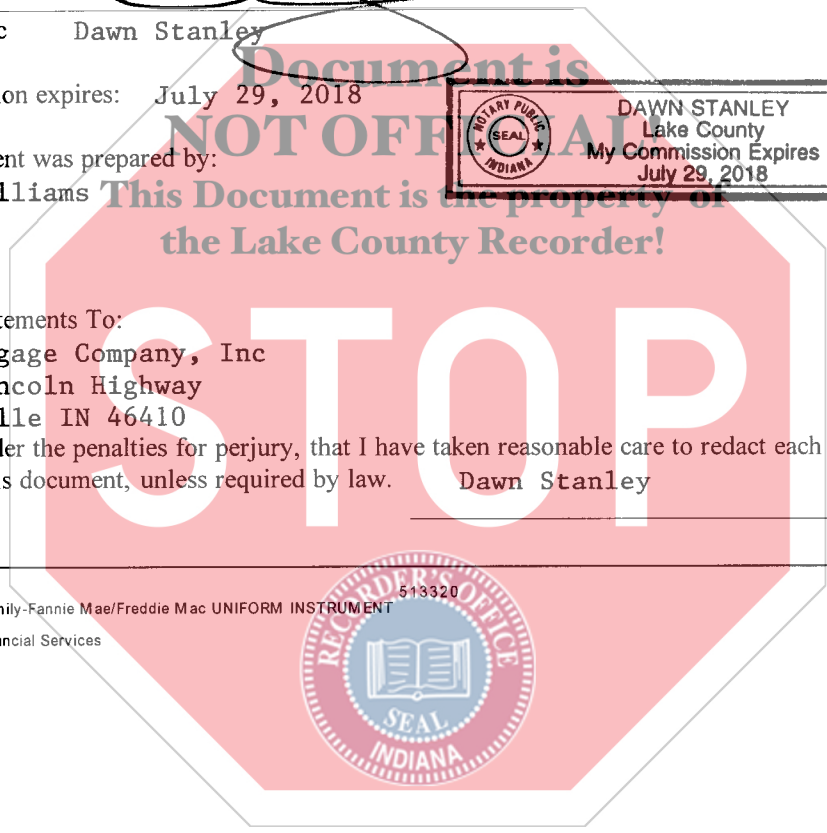 c Dawn Stanley
Document is
on expires: July 29, 2018
NOT OFFICIAL!
NOTARY PUBLIC
SEAL
INDIANA
DAWN STANLEY
Lake County
My Commission Expires
July 29, 2018
ent was prepared by:
lliams
This Document is the property of
the Lake County Recorder!
tements To:
gage Company, Inc
ncoln Highway
lle IN 46410
STOP
er the penalties for perjury, that I have taken reasonable care to redact each
s document, unless required by law. Dawn Stanley
513320
nily-Fannie Mae/Freddie Mac UNIFORM INSTRUMENT
ncial Services
RECORDER'S OFFICE
SEAL
INDIANA